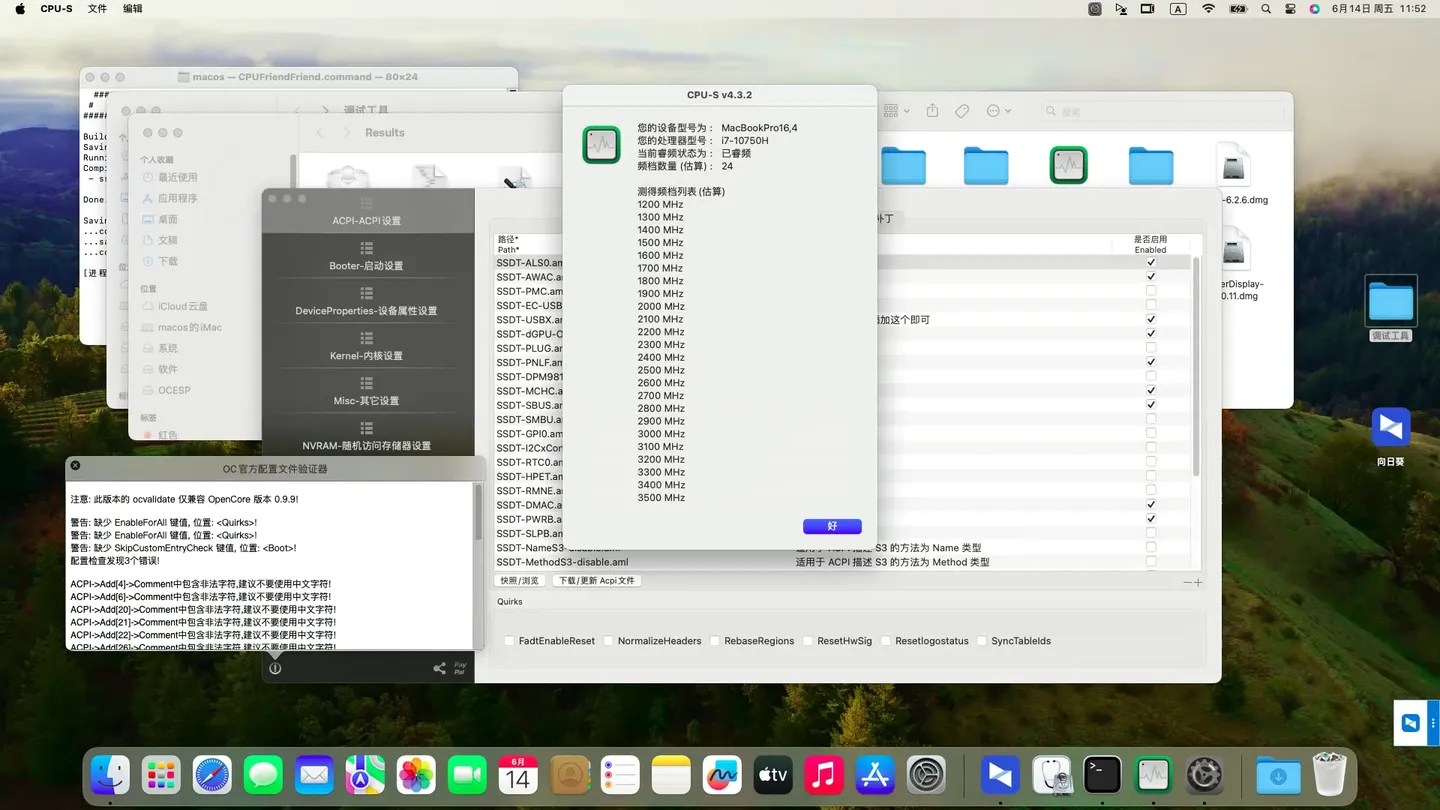 CPU-S 文件 编辑
A
6月14日 周五 11:52
macos — CPUFriendFriend.command — 80×24
调试工具
搜索
Results
个人收藏
最近使用
应用程序
桌面
文稿
下载
位置
iCloud云盘
macos的iMac
系统
软件
OCESP
标签
红色
ACPI-ACPI设置
Booter-启动设置
DeviceProperties-设备属性设置
Kernel-内核设置
Misc-其它设置
NVRAM-随机访问存储器设置
Pay
Pal
CPU-S v4.3.2
您的设备型号为： MacBookPro16,4
您的处理器型号： i7-10750H
当前睿频状态为： 已睿频
频档数量 (估算)： 24
测得频档列表 (估算)
1200 MHz
1300 MHz
1400 MHz
1500 MHz
1600 MHz
1700 MHz
1800 MHz
1900 MHz
2000 MHz
2100 MHz
2200 MHz
2300 MHz
2400 MHz
2500 MHz
2600 MHz
2700 MHz
2800 MHz
2900 MHz
3000 MHz
3100 MHz
3200 MHz
3300 MHz
3400 MHz
3500 MHz
好
补丁
路径*
Path*
是否启用
Enabled
SSDT-ALS0.am
SSDT-AWAC.am
SSDT-PMC.am
SSDT-EC-USB
SSDT-USBX.am
添加这个即可
SSDT-dGPU-O
SSDT-PLUG.am
SSDT-PNLF.am
SSDT-DPM981
SSDT-MCHC.am
SSDT-SBUS.am
SSDT-SMBU.am
SSDT-GPI0.am
SSDT-I2CxCon
SSDT-RTC0.am
SSDT-HPET.am
SSDT-RMNE.am
SSDT-DMAC.am
SSDT-PWRB.am
SSDT-SLPB.am
SSDT-NameS3-disable.aml 适用于 ACPI 描述 S3 的方法为 Name 类型
SSDT-MethodS3-disable.aml 适用于 ACPI 描述 S3 的方法为 Method 类型
快照/浏览 下载/更新 Acpi文件
Quirks
FadtEnableReset NormalizeHeaders RebaseRegions ResetHwSig Resetlogostatus SyncTableIds
OC官方配置文件验证器
注意: 此版本的 ocvalidate 仅兼容 OpenCore 版本 0.9.9!
警告: 缺少 EnableForAll 键值, 位置: <Quirks>!
警告: 缺少 EnableForAll 键值, 位置: <Quirks>!
警告: 缺少 SkipCustomEntryCheck 键值, 位置: <Boot>!
配置检查发现3个错误!
ACPI->Add[4]->Comment中包含非法字符,建议不要使用中文字符!
ACPI->Add[6]->Comment中包含非法字符,建议不要使用中文字符!
ACPI->Add[20]->Comment中包含非法字符,建议不要使用中文字符!
ACPI->Add[21]->Comment中包含非法字符,建议不要使用中文字符!
ACPI->Add[22]->Comment中包含非法字符,建议不要使用中文字符!
ACPI->Add[26]->Comment中包含非法字符,建议不要使用中文字符!
-6.2.6.dmg
erDisplay-
0.11.dmg
调试工具
向日葵
6月
14
tv